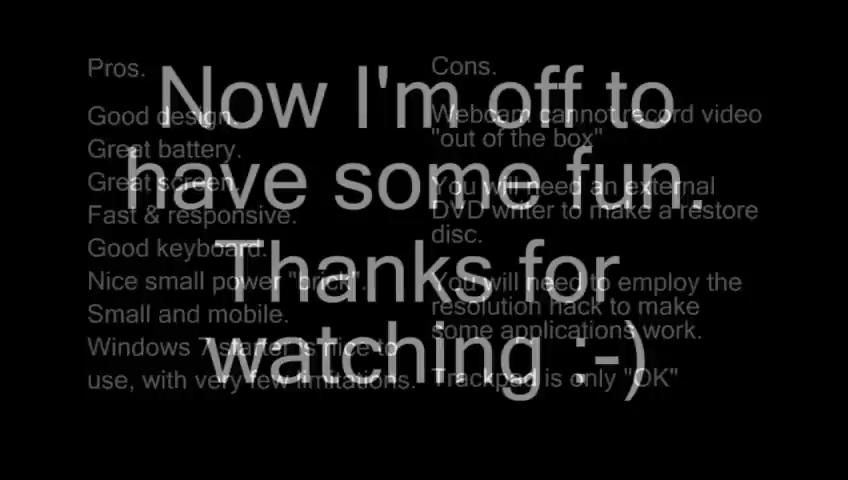 Now I'm off to
have some fun.
Thanks for
watching :-)
Pros.
Good design.
Great battery.
Great screen.
Fast & responsive.
Good keyboard.
Nice small power "brick".
Small and mobile.
Windows 7 starter is nice to
use, with very few limitations.
Cons.
Webcam cannot record video
"out of the box"
You will need an external
DVD writer to make a restore
disc.
You will need to employ the
resolution hack to make
some applications work.
Trackpad is only "OK"